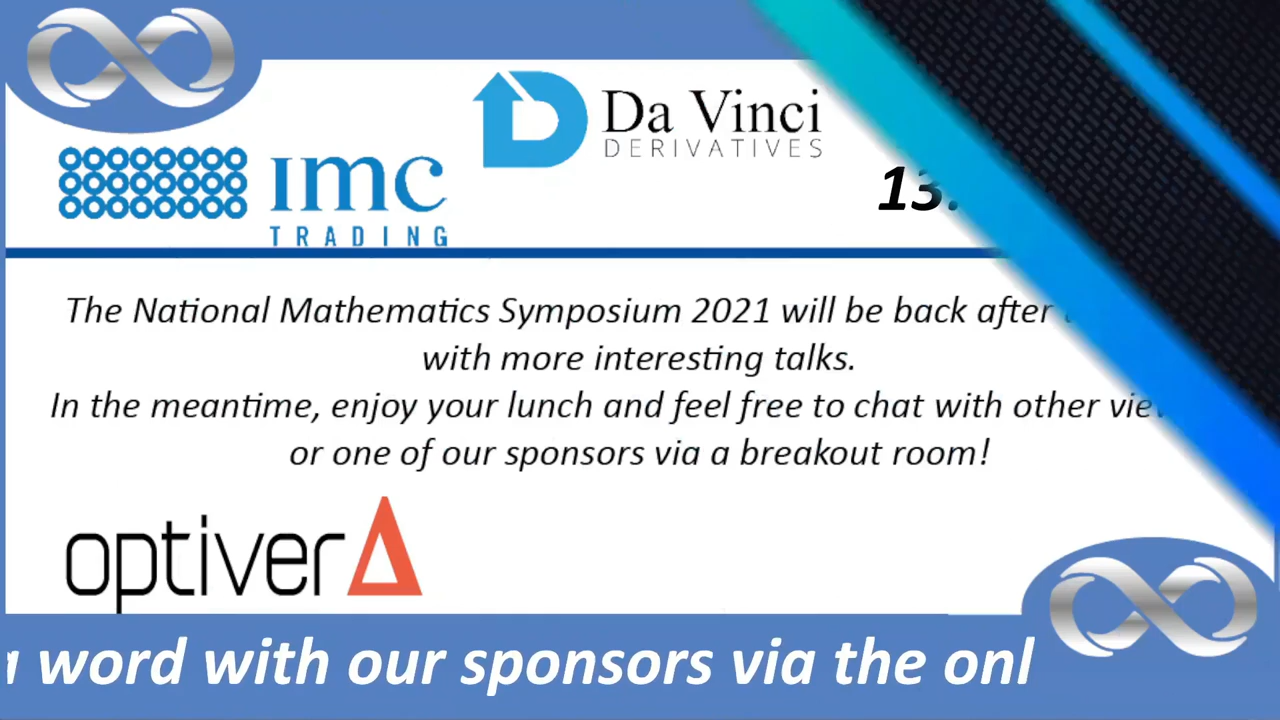 Da Vinci
DERIVATIVES
imc
TRADING
13.
The National Mathematics Symposium 2021 will be back after
with more interesting talks.
In the meantime, enjoy your lunch and feel free to chat with other
or one of our sponsors via a breakout room!
optiver
word with our sponsors via the onl